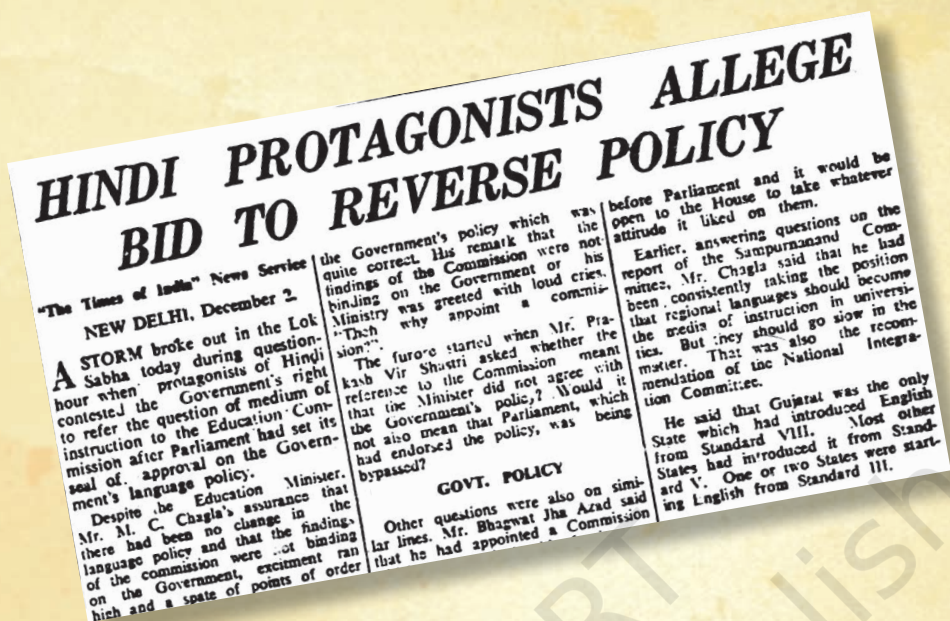 HINDI PROTAGONISTS ALLEGE
BID TO REVERSE POLICY
"The Times of India" News Service
NEW DELHI, December 2.
A STORM broke out in the Lok
Sabha today during question-
hour when protagonists of Hindi
contested the Government's right
to refer the question of medium of
instruction to the Education Com-
mission after Parliament had set its
seal of approval on the Govern-
ment's language policy.
Despite the Education Minister,
Mr. M. C. Chagla's assurance that
there had been no change in the
language policy and that the findings
of the commission were not binding
on the Government, excitment ran
high and a spate of points of order
the Government's policy which was
quite correct. His remark that the
findings of the Commission were not
binding on the Government or his
Ministry was greeted with loud cries.
"Then why appoint a commis-
sion?".
The furore started when Mr. Pra-
kash Vir Shastri asked whether the
reference to the Commission meant
that the Minister did not agree with
the Government's policy? Would it
not also mean that Parliament, which
had endorsed the policy, was being
bypassed?
GOVT. POLICY
Other questions were also on simi-
lar lines. Mr. Bhagwat Jha Azad said
that he had appointed a Commission
before Parliament and it would be
open to the House to take whatever
attitude it liked on them.
Earlier, answering questions on the
report of the Sampurnanand Com-
mittee, Mr. Chagla said that he had
been consistently taking the position
that regional languages should become
the media of instruction in universi-
ties. But they should go slow in the
matter. That was also the recom-
mendation of the National Integra-
tion Committee.
He said that Gujarat was the only
State which had introduced English
from Standard VIII. Most other
States had introduced it from Stand-
ard V. One or two States were start-
ing English from Standard III.